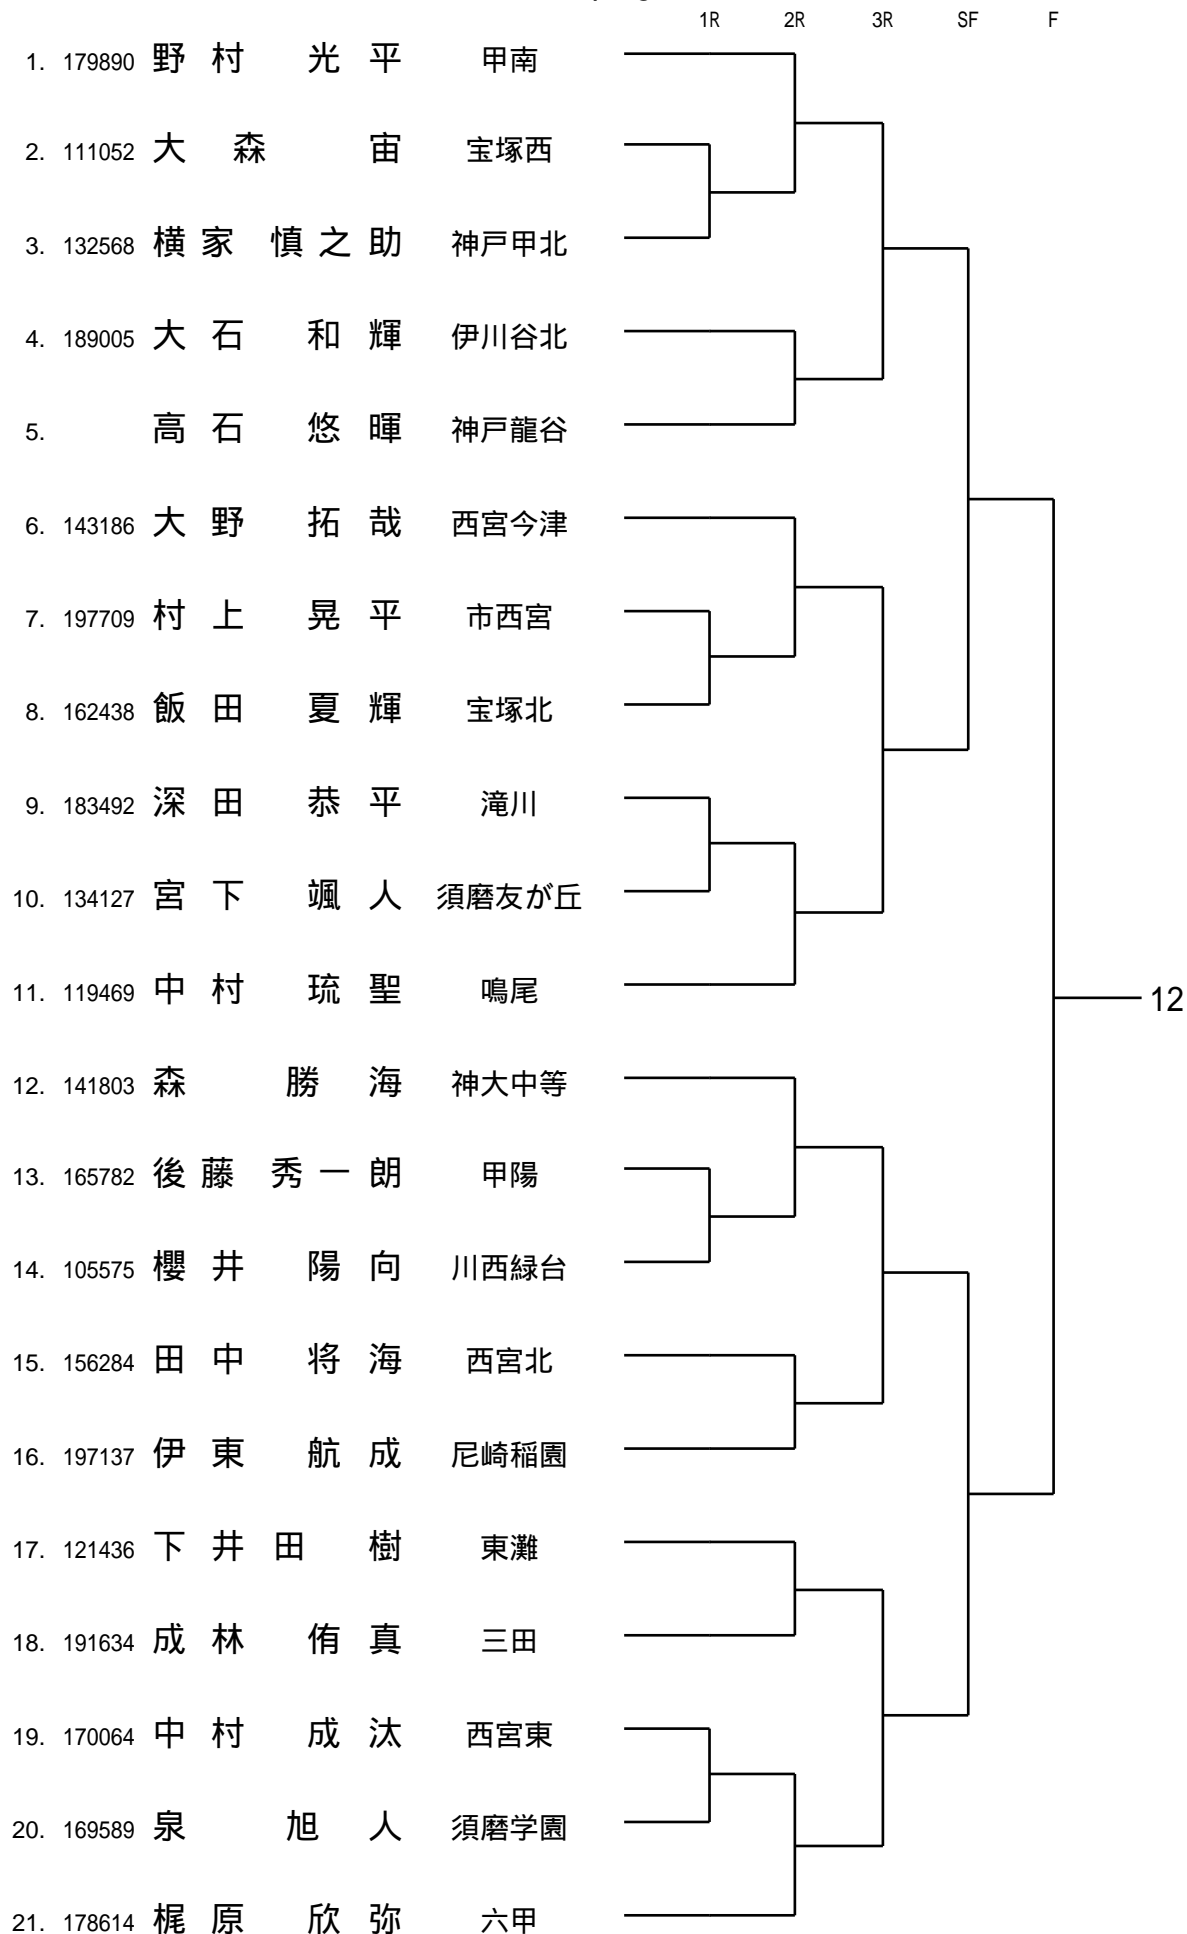 1R 2R 3R SF F
1. 179890 野村 光平 甲南
2. 111052 大森 宙 宝塚西
3. 132568 横家 慎之助 神戸甲北
4. 189005 大石 和輝 伊川谷北
5. 高石 悠暉 神戸龍谷
6. 143186 大野 拓哉 西宮今津
7. 197709 村上 晃平 市西宮
8. 162438 飯田 夏輝 宝塚北
9. 183492 深田 恭平 滝川
10. 134127 宮下 颯人 須磨友が丘
11. 119469 中村 琉聖 鳴尾
12
12. 141803 森 勝海 神大中等
13. 165782 後藤 秀一朗 甲陽
14. 105575 櫻井 陽向 川西緑台
15. 156284 田中 将海 西宮北
16. 197137 伊東 航成 尼崎稲園
17. 121436 下井田 樹 東灘
18. 191634 成林 侑真 三田
19. 170064 中村 成汰 西宮東
20. 169589 泉 旭人 須磨学園
21. 178614 梶原 欣弥 六甲